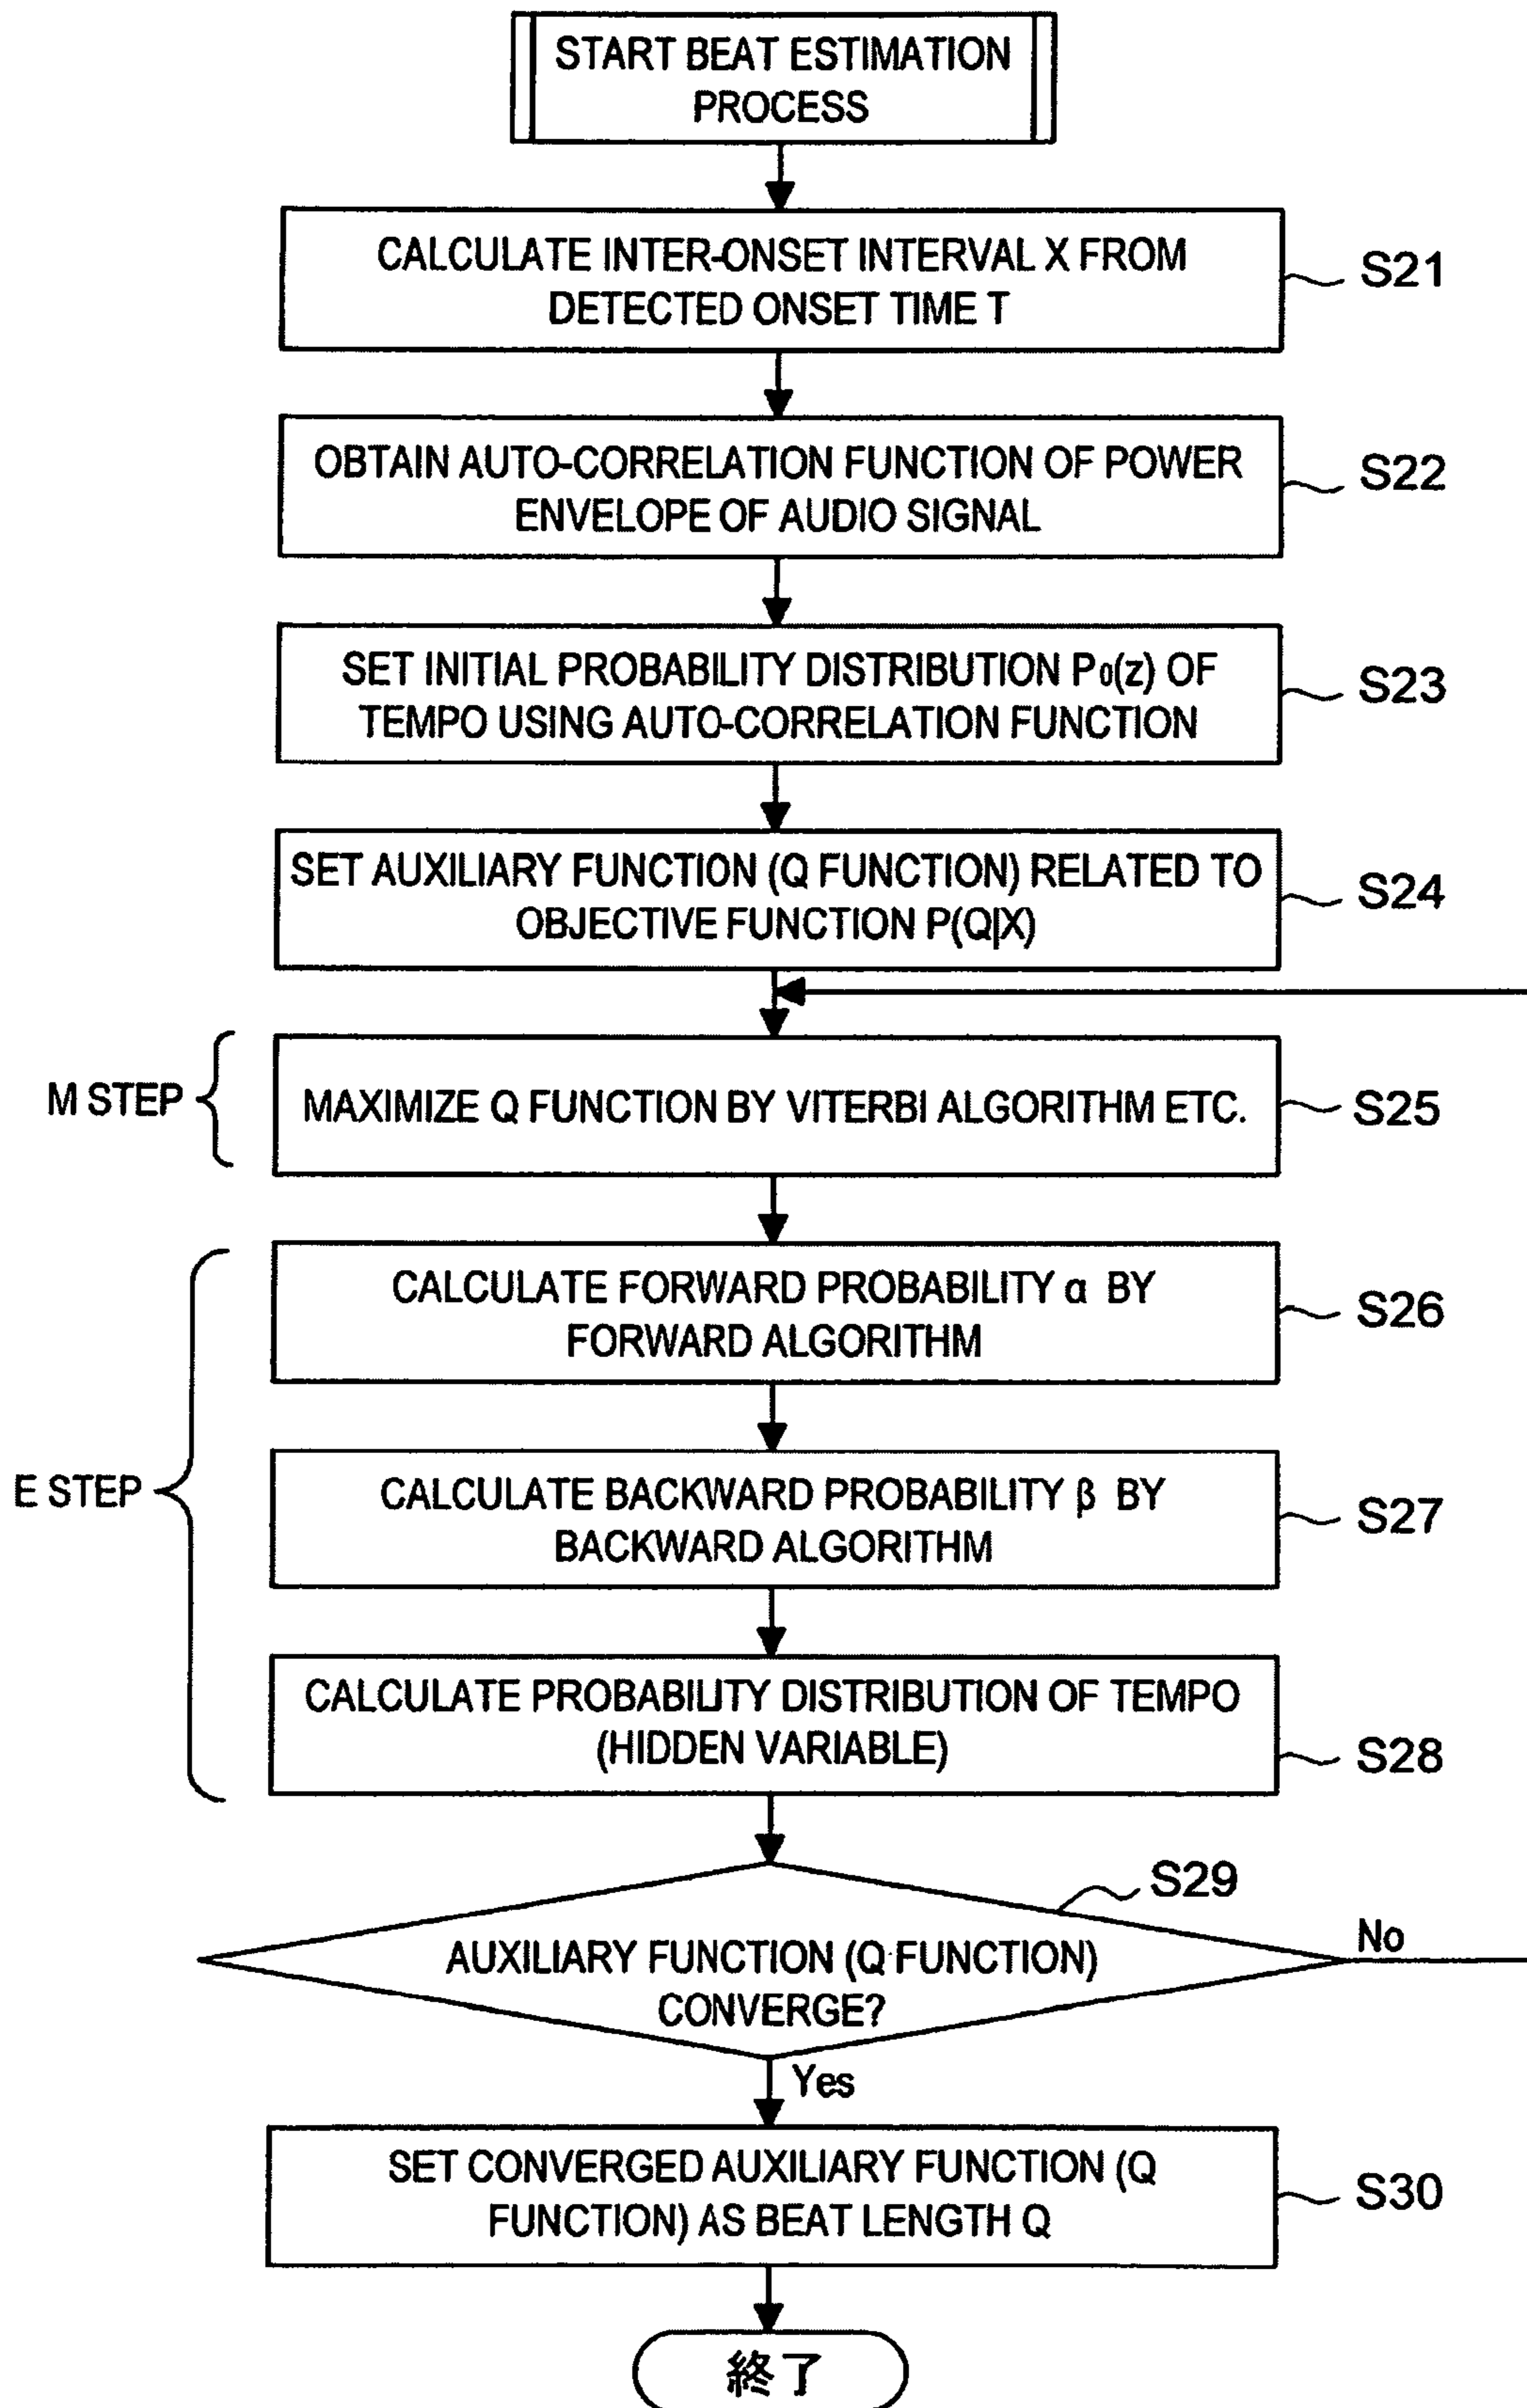 START BEAT ESTIMATION
PROCESS
CALCULATE INTER-ONSET INTERVAL X FROM
DETECTED ONSET TIME T
S21
OBTAIN AUTO-CORRELATION FUNCTION OF POWER
ENVELOPE OF AUDIO SIGNAL
S22
SET INITIAL PROBABILITY DISTRIBUTION P0(z) OF
TEMPO USING AUTO-CORRELATION FUNCTION
S23
SET AUXILIARY FUNCTION (Q FUNCTION) RELATED TO
OBJECTIVE FUNCTION P(Q|X)
S24
M STEP
MAXIMIZE Q FUNCTION BY VITERBI ALGORITHM ETC.
S25
CALCULATE FORWARD PROBABILITY α BY
FORWARD ALGORITHM
S26
E STEP
CALCULATE BACKWARD PROBABILITY β BY
BACKWARD ALGORITHM
S27
CALCULATE PROBABILITY DISTRIBUTION OF TEMPO
(HIDDEN VARIABLE)
S28
S29
AUXILIARY FUNCTION (Q FUNCTION)
CONVERGE?
No
Yes
SET CONVERGED AUXILIARY FUNCTION (Q
FUNCTION) AS BEAT LENGTH Q
S30
終了